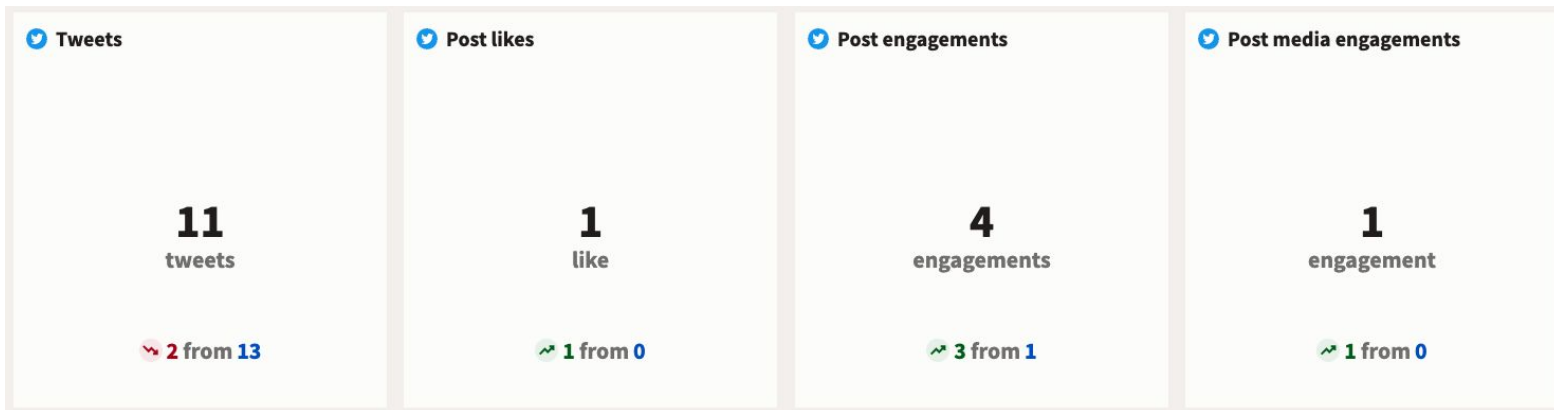 Tweets
11
tweets
2 from 13
Post likes
1
like
1 from 0
Post engagements
4
engagements
3 from 1
Post media engagements
1
engagement
1 from 0